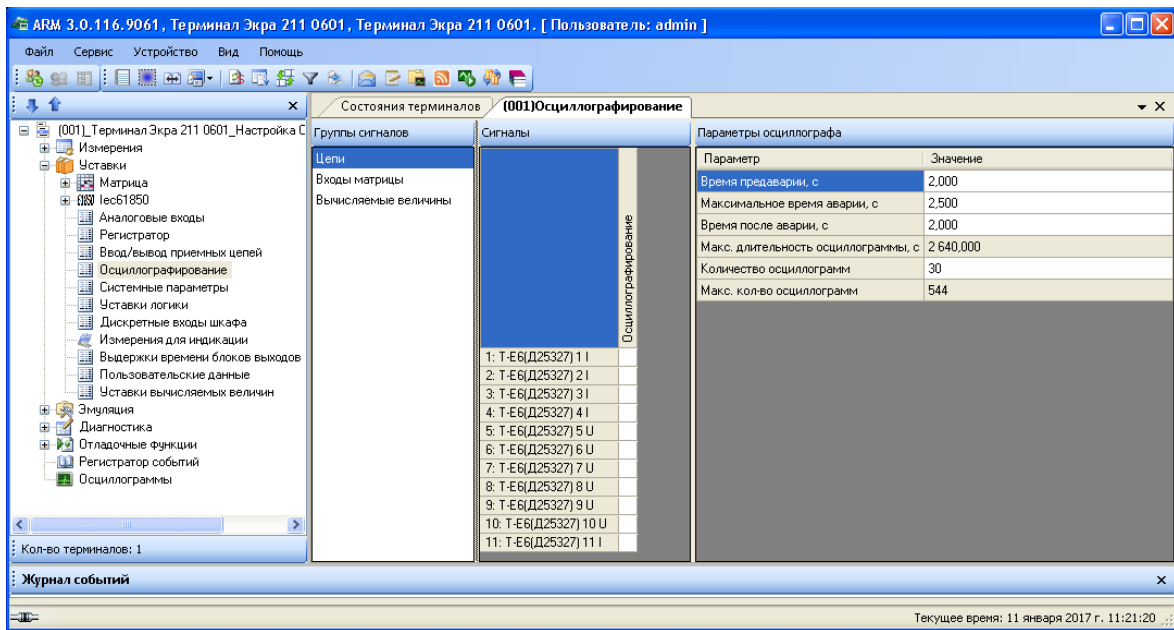 ARM 3.0.116.9061, Терминал Экра 211 0601, Терминал Экра 211 0601. [ Пользователь: admin ]
Файл Сервис Устройство Вид Помощь
Состояния терминалов (001)Осциллографирование
(001)_Терминал Экра 211 0601_Настройка С
Измерения
Уставки
Матрица
Iec61850
Аналоговые входы
Регистратор
Ввод/вывод приемных цепей
Осциллографирование
Системные параметры
Уставки логики
Дискретные входы шкафа
Измерения для индикации
Выдержки времени блоков выходов
Пользовательские данные
Уставки вычисляемых величин
Эмуляция
Диагностика
Отладочные функции
Регистратор событий
Осциллограммы
Кол-во терминалов: 1
Группы сигналов
Цепи
Входы матрицы
Вычисляемые величины
Сигналы
Осциллографирование
1: Т-Е6(Д25327) 1 I
2: Т-Е6(Д25327) 2 I
3: Т-Е6(Д25327) 3 I
4: Т-Е6(Д25327) 4 I
5: Т-Е6(Д25327) 5 U
6: Т-Е6(Д25327) 6 U
7: Т-Е6(Д25327) 7 U
8: Т-Е6(Д25327) 8 U
9: Т-Е6(Д25327) 9 U
10: Т-Е6(Д25327) 10 U
11: Т-Е6(Д25327) 11 I
Параметры осциллографа
Параметр Значение
Время предаварии, с 2,000
Максимальное время аварии, с 2,500
Время после аварии, с 2,000
Макс. длительность осциллограммы, с 2 640,000
Количество осциллограмм 30
Макс. кол-во осциллограмм 544
Журнал событий
Текущее время: 11 января 2017 г. 11:21:20